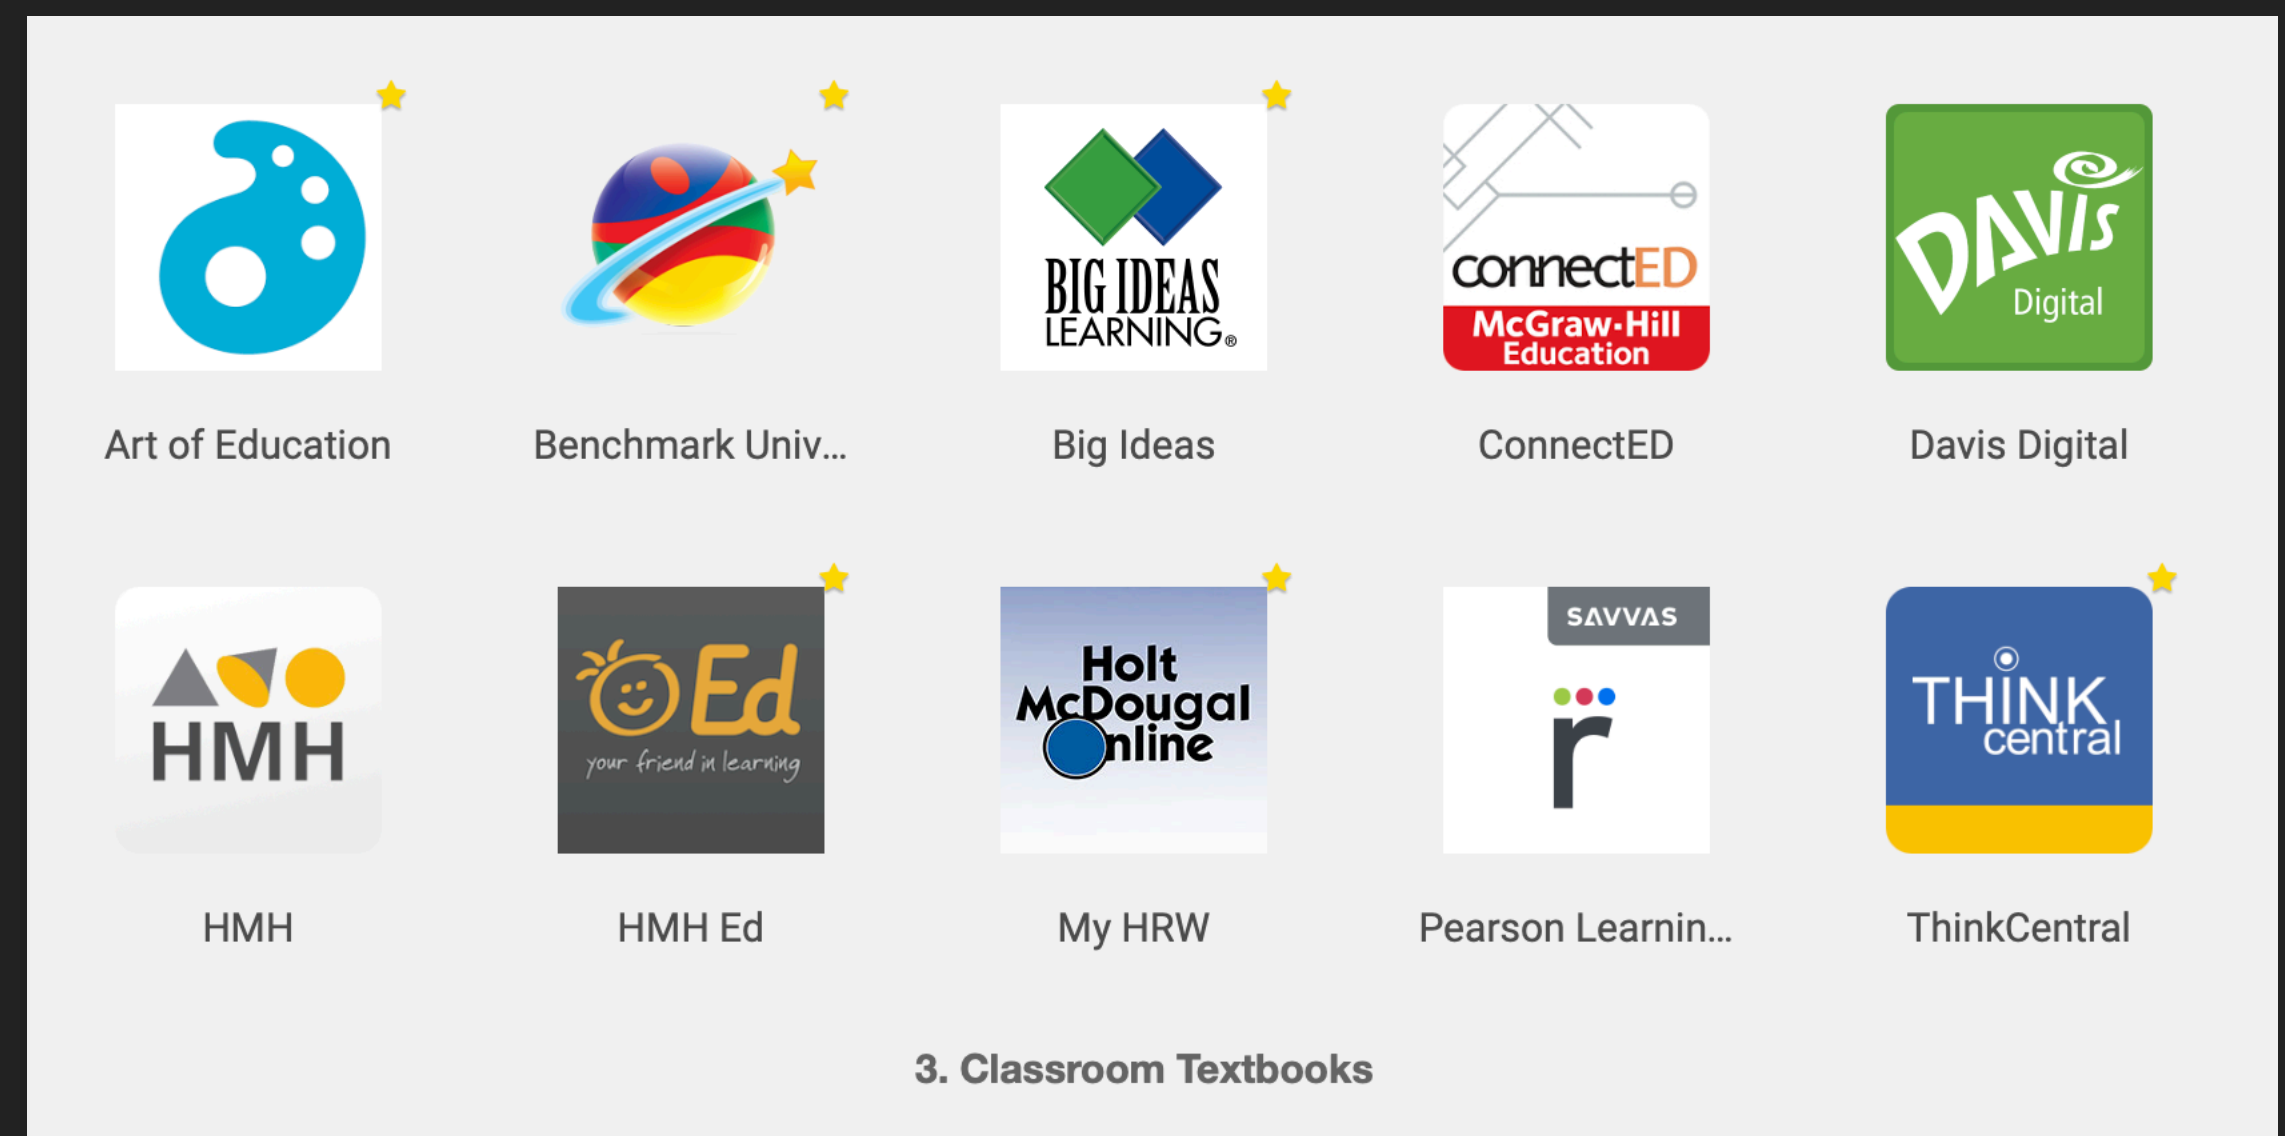 BIG IDEAS
LEARNING®
connectED
McGraw-Hill
Education
DAVIS
Digital
Art of Education
Benchmark Univ...
Big Ideas
ConnectED
Davis Digital
HMH
Ed
your friend in learning
Holt
McDougal
Online
SAVVAS
r
THINK
central
HMH
HMH Ed
My HRW
Pearson Learnin...
ThinkCentral
3. Classroom Textbooks